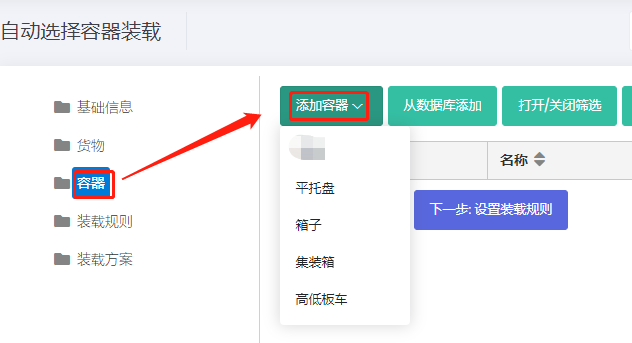 自动选择容器装载
基础信息
货物
容器
装载规则
装载方案
添加容器
从数据库添加
打开/关闭筛选
名称
平托盘
箱子
集装箱
高低板车
下一步: 设置装载规则